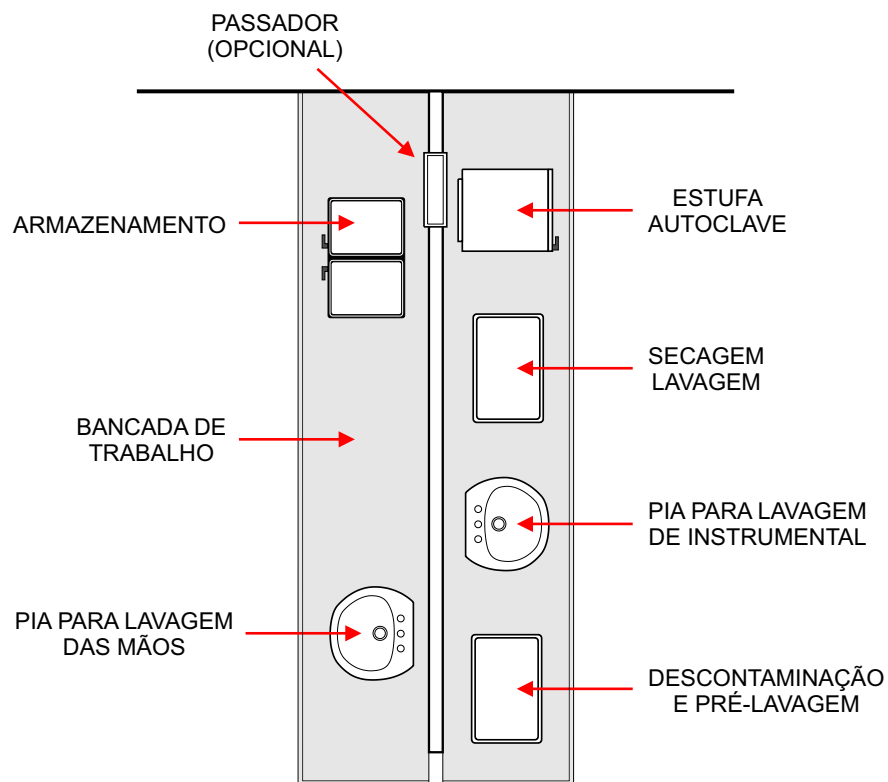 PASSADOR
(OPCIONAL)
ARMAZENAMENTO
ESTUFA
AUTOCLAVE
SECAGEM
LAVAGEM
BANCADA DE
TRABALHO
PIA PARA LAVAGEM
DE INSTRUMENTAL
PIA PARA LAVAGEM
DAS MÃOS
DESCONTAMINAÇÃO
E PRÉ-LAVAGEM